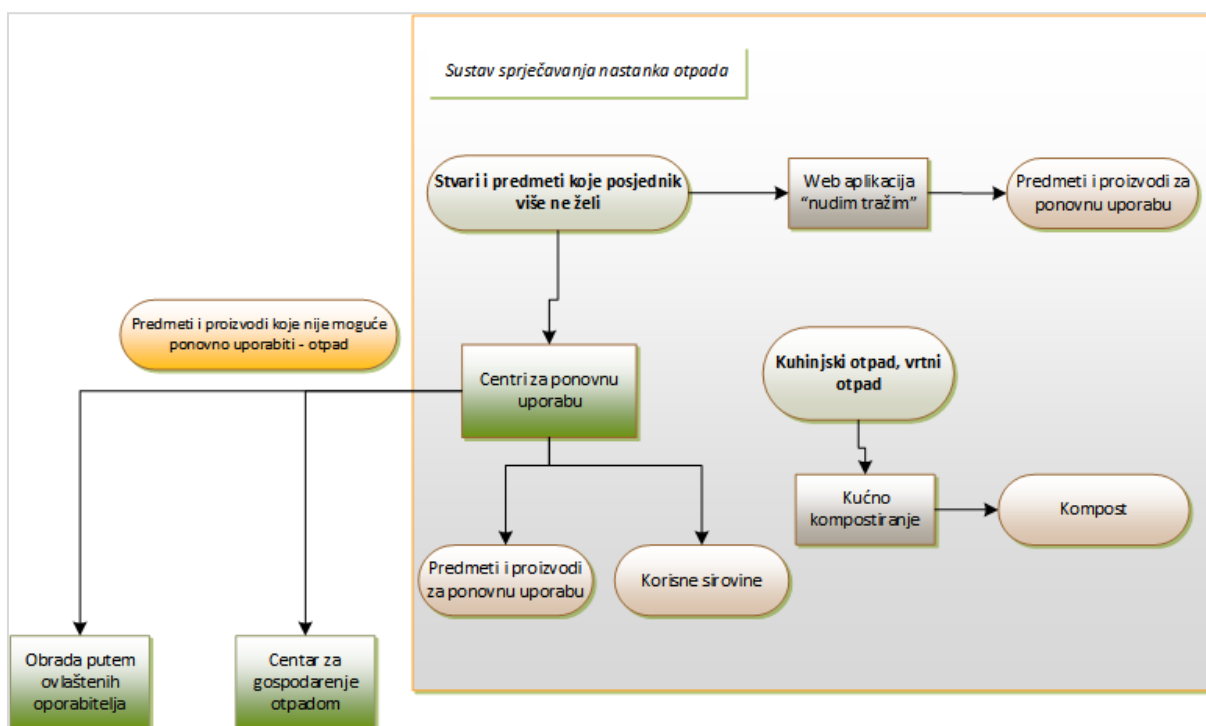 Sustav sprječavanja nastanka otpada
Stvari i predmeti koje posjednik
više ne želi
Web aplikacija
“nudim tražim”
Predmeti i proizvodi za
ponovnu uporabu
Predmeti i proizvodi koje nije moguće
ponovno uporabiti - otpad
Centri za ponovnu
uporabu
Kuhinjski otpad, vrtni
otpad
Kućno
kompostiranje
Kompost
Predmeti i proizvodi
za ponovnu uporabu
Korisne sirovine
Obrada putem
ovlaštenih
oporabitelja
Centar za
gospodarenje
otpadom